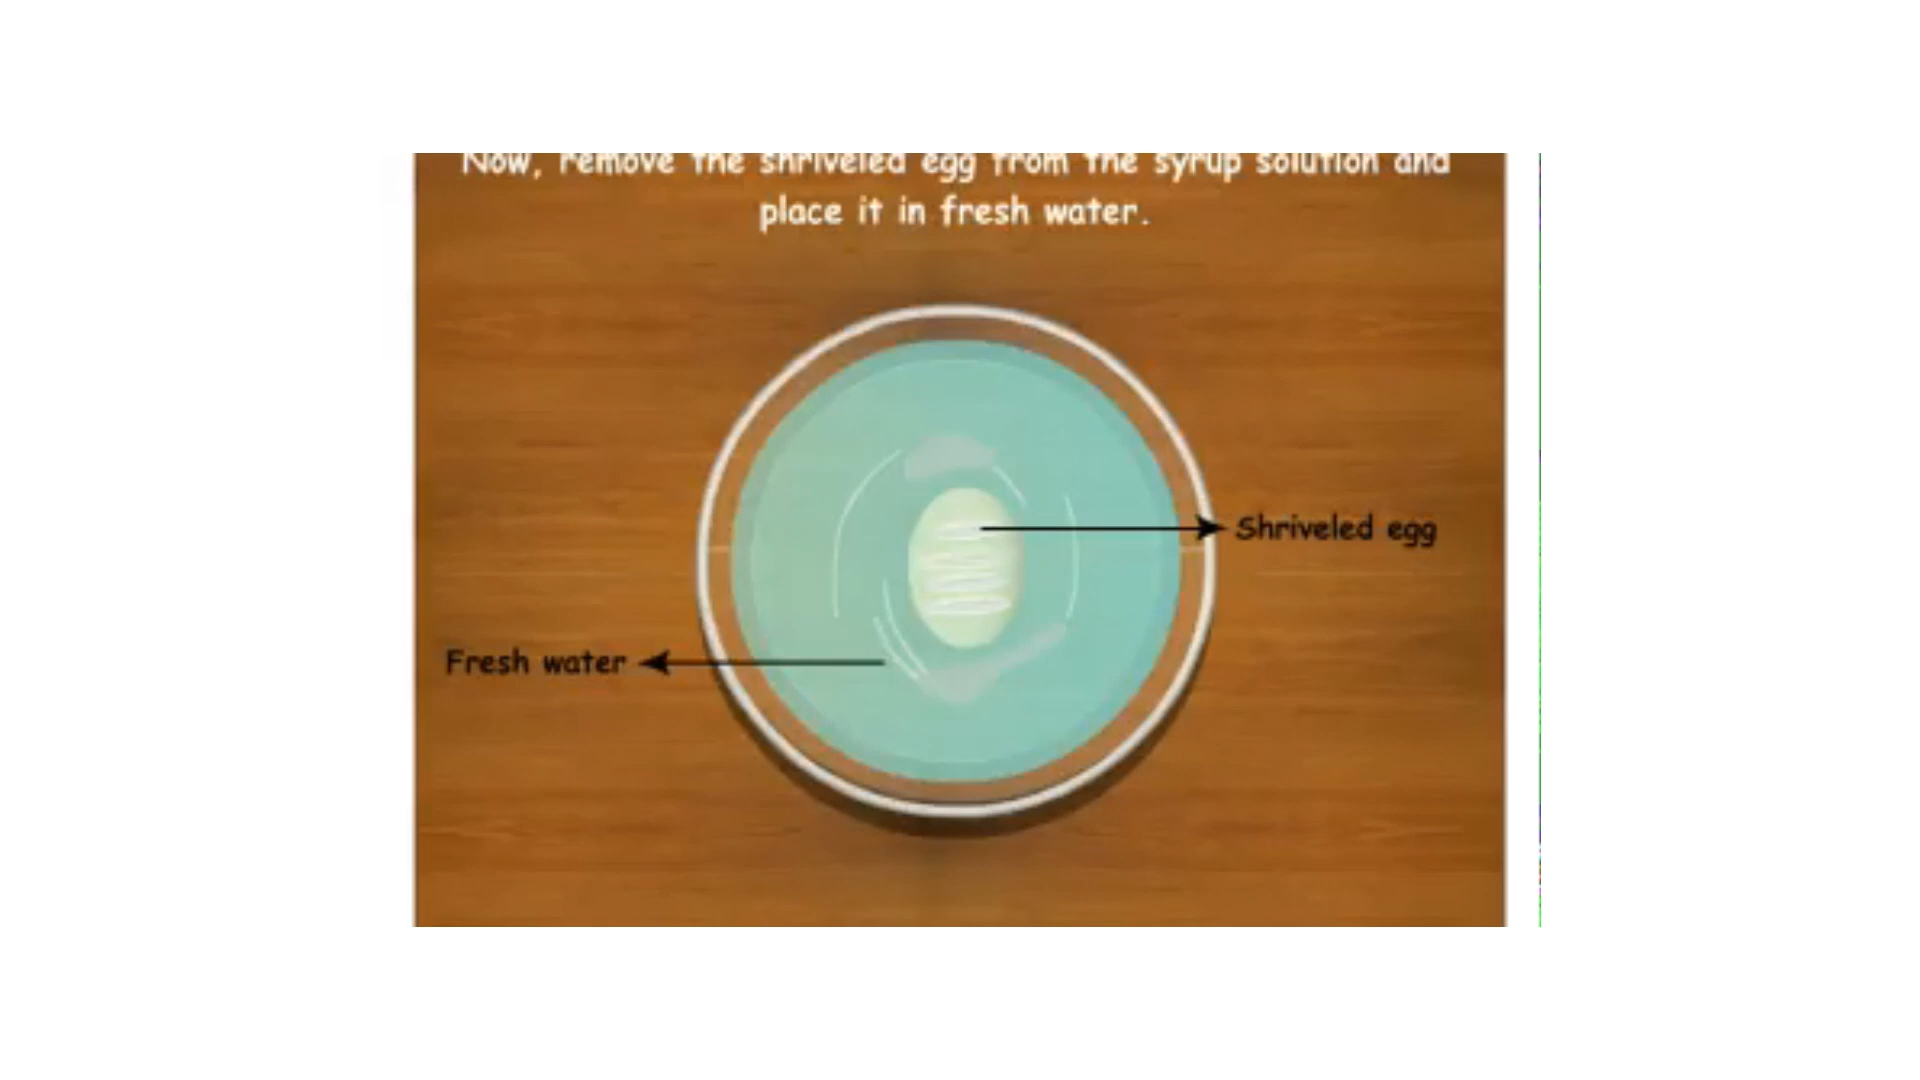 Now, remove the shriveled egg from the syrup solution and
place it in fresh water.
Shriveled egg
Fresh water